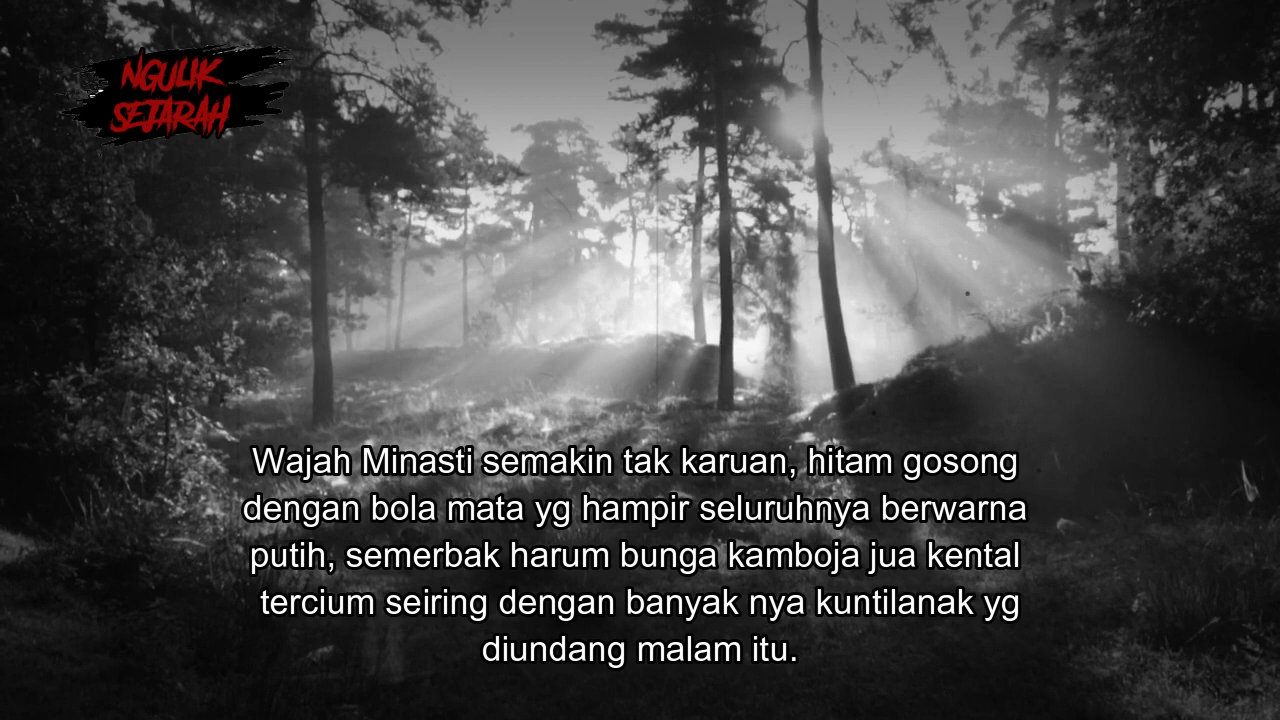 NGULIK
SEJARAH
Wajah Minasti semakin tak karuan, hitam gosong
dengan bola mata yg hampir seluruhnya berwarna
putih, semerbak harum bunga kamboja jua kental
tercium seiring dengan banyak nya kuntilanak yg
diundang malam itu.